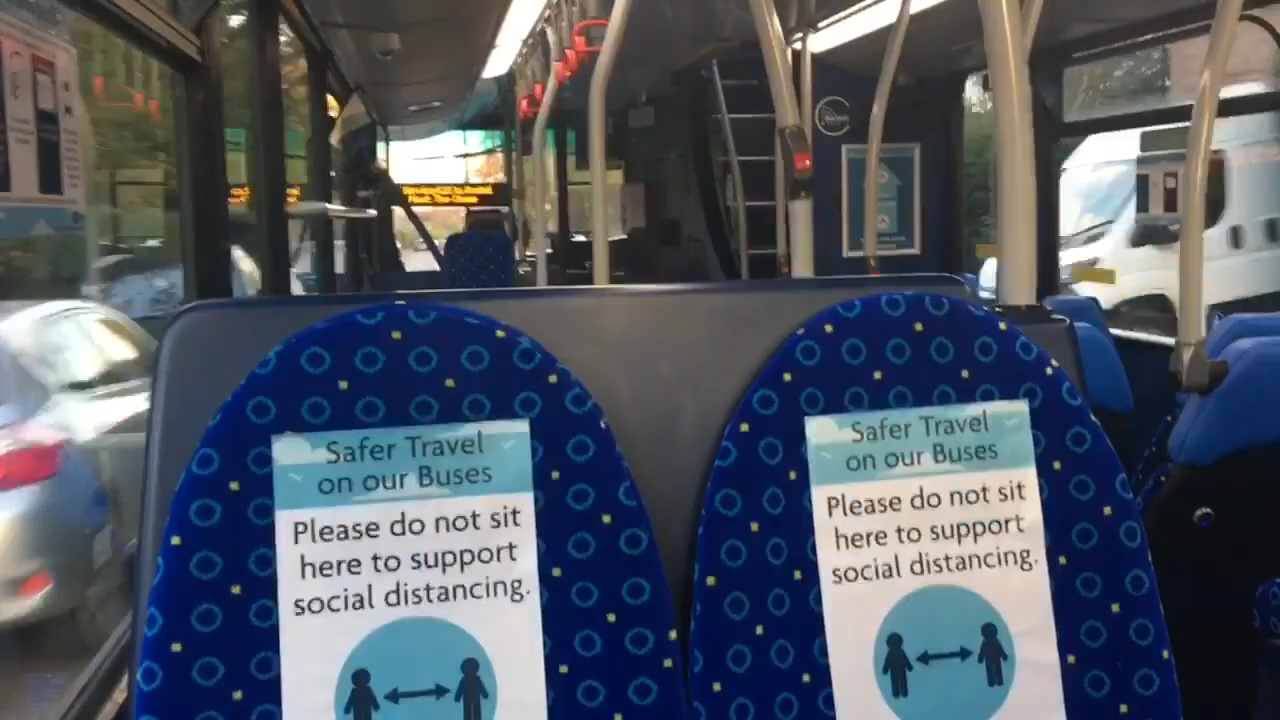 Safer Travel
on our Buses
Please do not sit
here to support
social distancing.
Safer Travel
on our Buses
Please do not sit
here to support
social distancing.